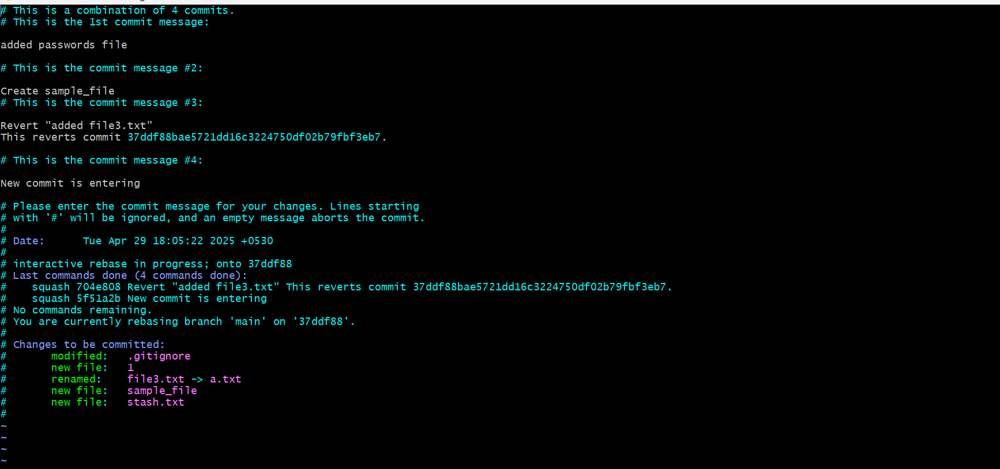 # This is a combination of 4 commits.
# This is the 1st commit message:
added passwords file
# This is the commit message #2:
Create sample_file
# This is the commit message #3:
Revert "added file3.txt"
This reverts commit 37ddf88bae5721dd16c3224750df02b79fbf3eb7.
# This is the commit message #4:
New commit is entering
# Please enter the commit message for your changes. Lines starting
# with '#' will be ignored, and an empty message aborts the commit.
#
# Date:      Tue Apr 29 18:05:22 2025 +0530
#
# interactive rebase in progress; onto 37ddf88
# Last commands done (4 commands done):
#    squash 704e808 Revert "added file3.txt" This reverts commit 37ddf88bae5721dd16c3224750df02b79fbf3eb7.
#    squash 5f51a2b New commit is entering
# No commands remaining.
# You are currently rebasing branch 'main' on '37ddf88'.
#
# Changes to be committed:
#       modified:   .gitignore
#       new file:   1
#       renamed:    file3.txt -> a.txt
#       new file:   sample_file
#       new file:   stash.txt
#
~
~
~
~